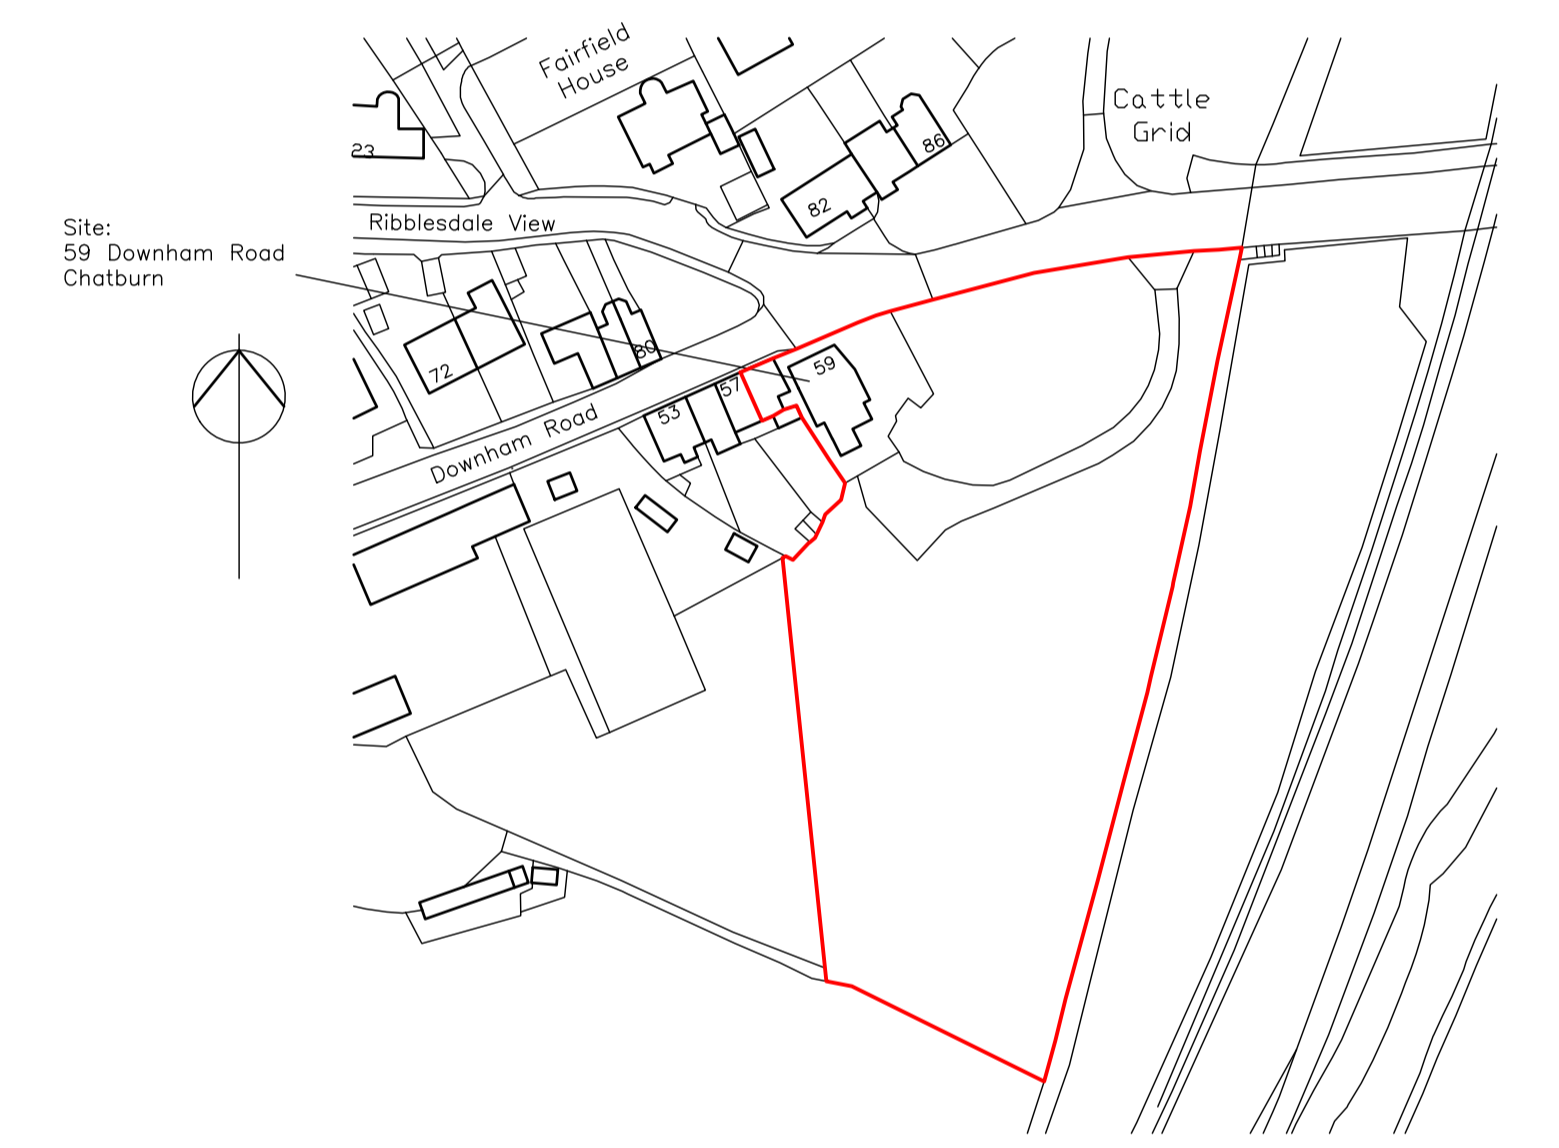 Fairfield
House
Cattle
Grid
23
86
82
Ribblesdale View
Site:
59 Downham Road
Chatburn
80
72
59
57
53
Downham Road